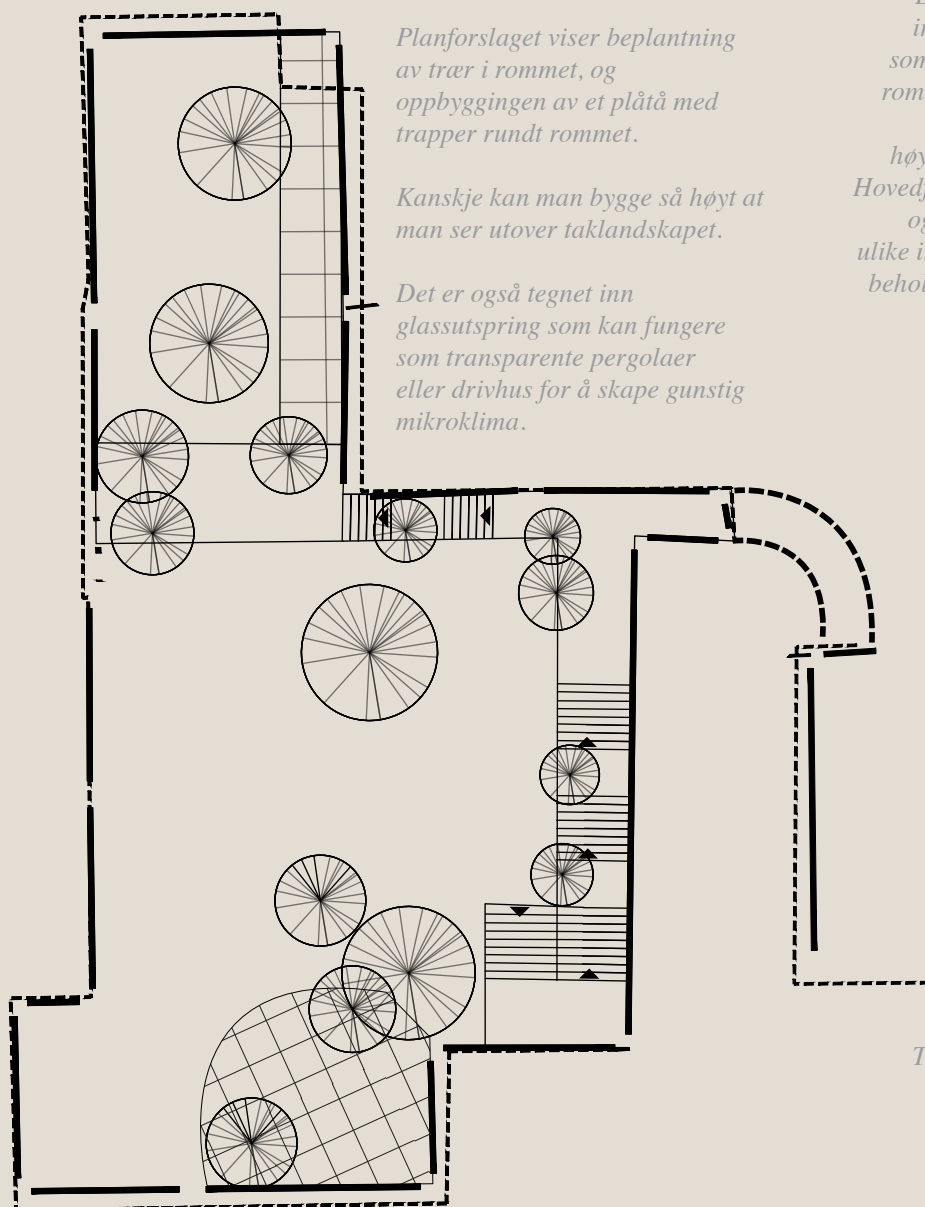 Planforslaget viser beplantning
av trær i rommet, og
oppbyggingen av et plåtå med
trapper rundt rommet.
Kanskje kan man bygge så høyt at
man ser utover taklandskapet.
Det er også tegnet inn
glassutspring som kan fungere
som transparente pergolaer
eller drivhus for å skape gunstig
mikroklima.